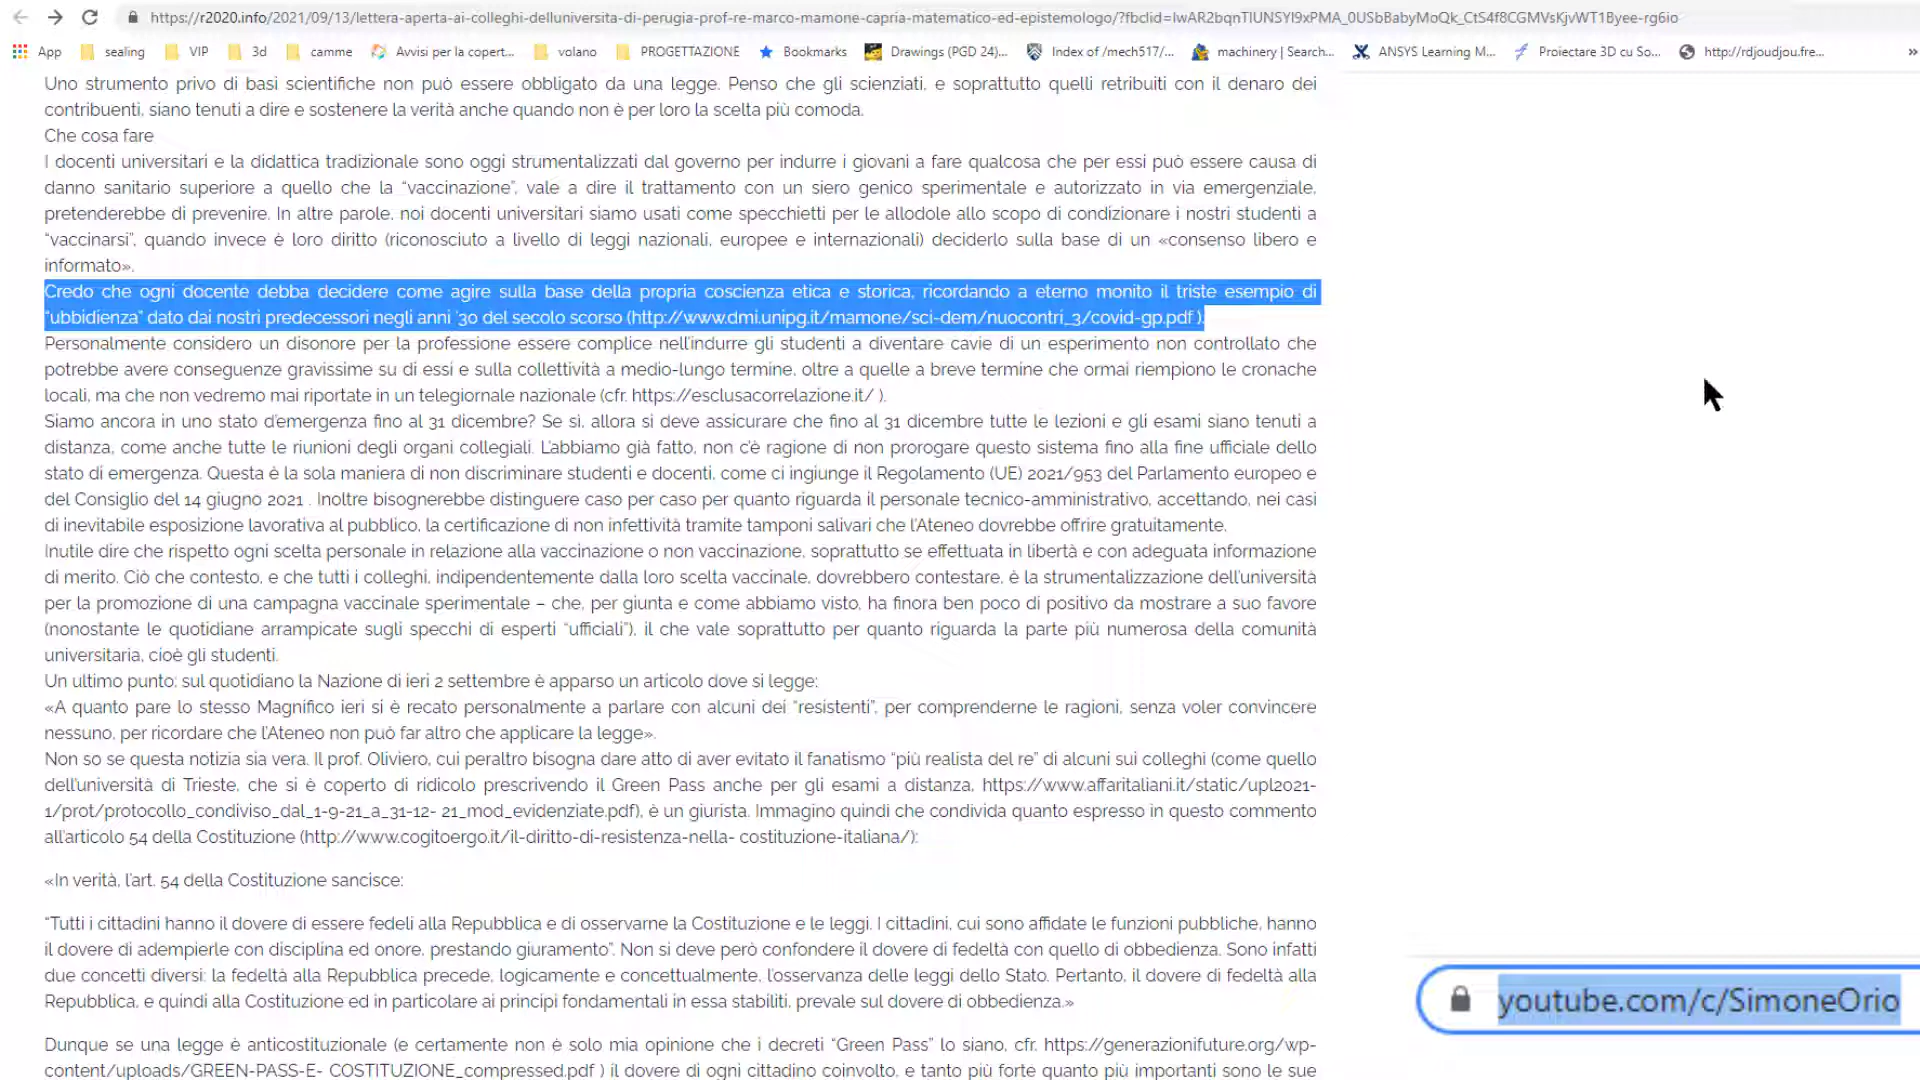 https://r2020.info/2021/09/13/lettera-aperta-ai-colleghi-delluniversita-di-perugia-prof-re-marco-mamone-capria-matematico-ed-epistemologo/?fbclid=IwAR2bqnTlUNSYl9xPMA_0USbBabyMoQk_CtS4f8CGMVsKjvWT1Byee-rg6io
App sealing VIP 3d camme Avvisi per la copert... volano PROGETTAZIONE Bookmarks Drawings (PGD 24)... Index of /mech517/... machinery | Search... ANSYS Learning M... Proiectare 3D cu So... http://rdjoudjou.fre... »
Uno strumento privo di basi scientifiche non può essere obbligato da una legge. Penso che gli scienziati, e soprattutto quelli retribuiti con il denaro dei
contribuenti, siano tenuti a dire e sostenere la verità anche quando non è per loro la scelta più comoda.
Che cosa fare
I docenti universitari e la didattica tradizionale sono oggi strumentalizzati dal governo per indurre i giovani a fare qualcosa che per essi può essere causa di
danno sanitario superiore a quello che la “vaccinazione”, vale a dire il trattamento con un siero genico sperimentale e autorizzato in via emergenziale,
pretenderebbe di prevenire. In altre parole, noi docenti universitari siamo usati come specchietti per le allodole allo scopo di condizionare i nostri studenti a
“vaccinarsi”, quando invece è loro diritto (riconosciuto a livello di leggi nazionali, europee e internazionali) deciderlo sulla base di un «consenso libero e
informato».
Credo che ogni docente debba decidere come agire sulla base della propria coscienza etica e storica, ricordando a eterno monito il triste esempio di
“ubbidienza” dato dai nostri predecessori negli anni ’30 del secolo scorso (http://www.dmi.unipg.it/mamone/sci-dem/nuocontri_3/covid-gp.pdf ).
Personalmente considero un disonore per la professione essere complice nell’indurre gli studenti a diventare cavie di un esperimento non controllato che
potrebbe avere conseguenze gravissime su di essi e sulla collettività a medio-lungo termine, oltre a quelle a breve termine che ormai riempiono le cronache
locali, ma che non vedremo mai riportate in un telegiornale nazionale (cfr. https://esclusacorrelazione.it/ ).
Siamo ancora in uno stato d’emergenza fino al 31 dicembre? Se sì, allora si deve assicurare che fino al 31 dicembre tutte le lezioni e gli esami siano tenuti a
distanza, come anche tutte le riunioni degli organi collegiali. L’abbiamo già fatto, non c’è ragione di non prorogare questo sistema fino alla fine ufficiale dello
stato di emergenza. Questa è la sola maniera di non discriminare studenti e docenti, come ci ingiunge il Regolamento (UE) 2021/953 del Parlamento europeo e
del Consiglio del 14 giugno 2021 . Inoltre bisognerebbe distinguere caso per caso per quanto riguarda il personale tecnico-amministrativo, accettando, nei casi
di inevitabile esposizione lavorativa al pubblico, la certificazione di non infettività tramite tamponi salivari che l’Ateneo dovrebbe offrire gratuitamente.
Inutile dire che rispetto ogni scelta personale in relazione alla vaccinazione o non vaccinazione, soprattutto se effettuata in libertà e con adeguata informazione
di merito. Ciò che contesto, e che tutti i colleghi, indipendentemente dalla loro scelta vaccinale, dovrebbero contestare, è la strumentalizzazione dell’università
per la promozione di una campagna vaccinale sperimentale – che, per giunta e come abbiamo visto, ha finora ben poco di positivo da mostrare a suo favore
(nonostante le quotidiane arrampicate sugli specchi di esperti “ufficiali”), il che vale soprattutto per quanto riguarda la parte più numerosa della comunità
universitaria, cioè gli studenti.
Un ultimo punto: sul quotidiano la Nazione di ieri 2 settembre è apparso un articolo dove si legge:
«A quanto pare lo stesso Magnifico ieri si è recato personalmente a parlare con alcuni dei “resistenti”, per comprenderne le ragioni, senza voler convincere
nessuno, per ricordare che l’Ateneo non può far altro che applicare la legge».
Non so se questa notizia sia vera. Il prof. Oliviero, cui peraltro bisogna dare atto di aver evitato il fanatismo “più realista del re” di alcuni sui colleghi (come quello
dell’università di Trieste, che si è coperto di ridicolo prescrivendo il Green Pass anche per gli esami a distanza, https://www.affaritaliani.it/static/upl2021-
1/prot/protocollo_condiviso_dal_1-9-21_a_31-12- 21_mod_evidenziate.pdf), è un giurista. Immagino quindi che condivida quanto espresso in questo commento
all’articolo 54 della Costituzione (http://www.cogitoergo.it/il-diritto-di-resistenza-nella- costituzione-italiana/):
«In verità, l’art. 54 della Costituzione sancisce:
“Tutti i cittadini hanno il dovere di essere fedeli alla Repubblica e di osservarne la Costituzione e le leggi. I cittadini, cui sono affidate le funzioni pubbliche, hanno
il dovere di adempierle con disciplina ed onore, prestando giuramento”. Non si deve però confondere il dovere di fedeltà con quello di obbedienza. Sono infatti
due concetti diversi: la fedeltà alla Repubblica precede, logicamente e concettualmente, l’osservanza delle leggi dello Stato. Pertanto, il dovere di fedeltà alla
Repubblica, e quindi alla Costituzione ed in particolare ai principi fondamentali in essa stabiliti, prevale sul dovere di obbedienza.»
youtube.com/c/SimoneOrio
Dunque se una legge è anticostituzionale (e certamente non è solo mia opinione che i decreti “Green Pass” lo siano, cfr. https://generazionifuture.org/wp-
content/uploads/GREEN-PASS-E- COSTITUZIONE_compressed.pdf ) il dovere di ogni cittadino coinvolto, e tanto più forte quanto più importanti sono le sue